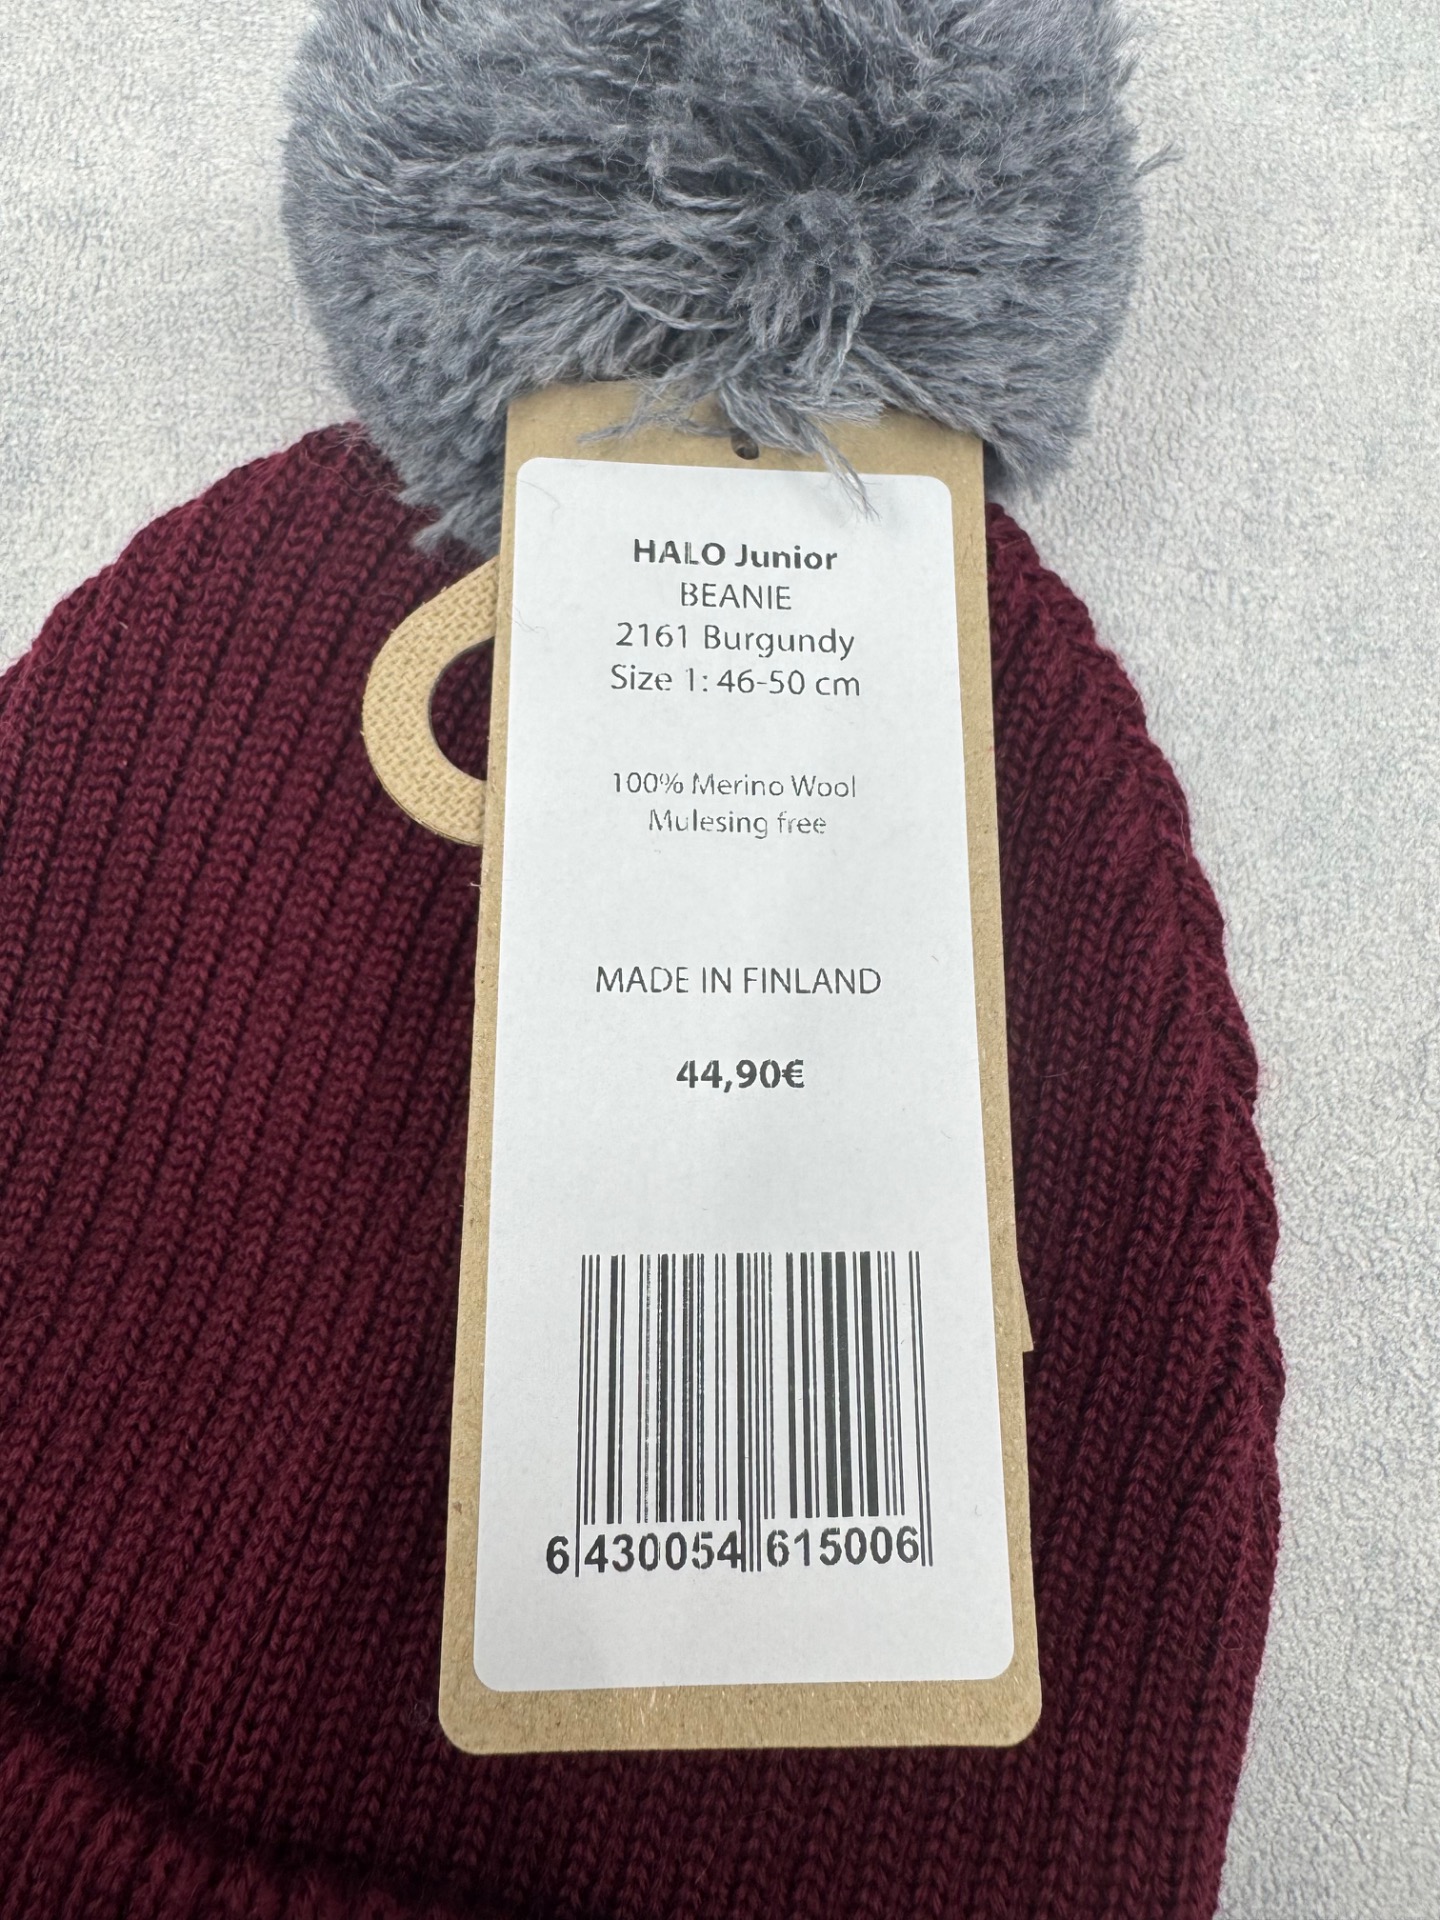 HALO Junior
BEANIE
2161 Burgundy
Size 1: 46-50 cm
100% Merino Wool
Mulesing free
MADE IN FINLAND
44,90€
6 430054 615006